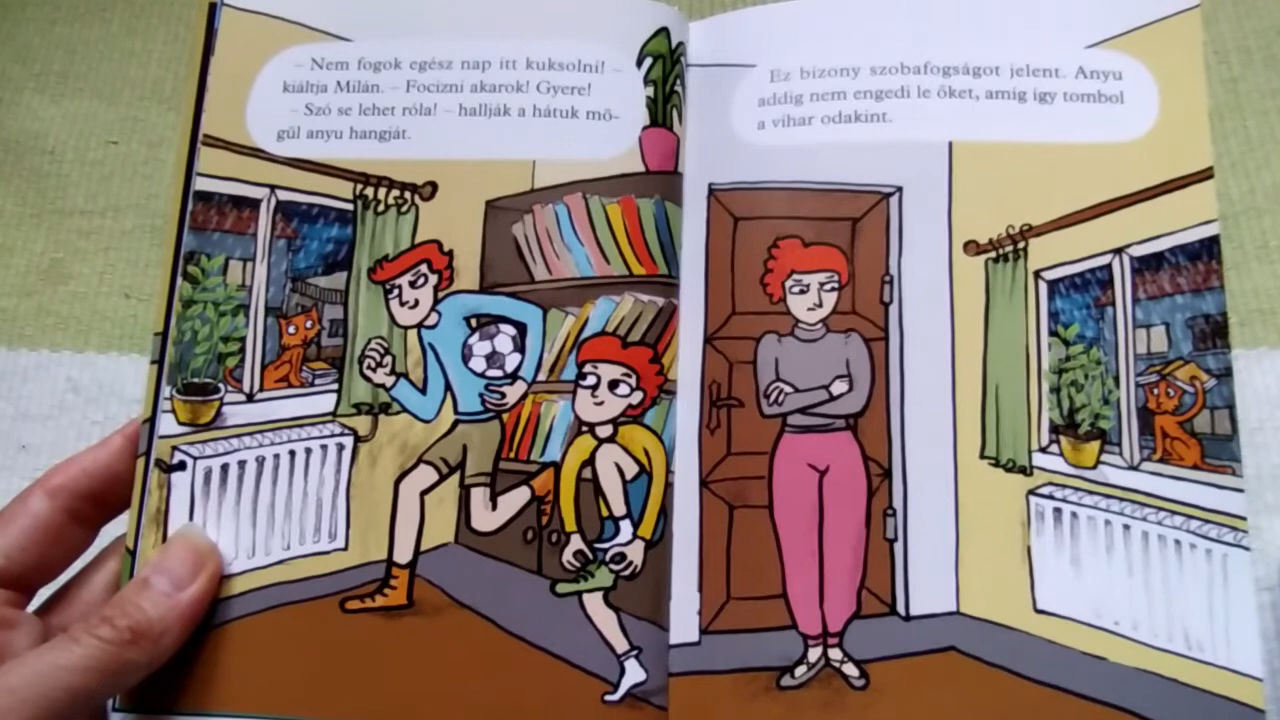 – Nem fogok egész nap itt kuksolni! –
kiáltja Milán. – Focizni akarok! Gyere!
– Szó se lehet róla! – hallják a hátuk mö-
gül anyu hangját.
Ez bizony szobafogságot jelent. Anyu
addig nem engedi le őket, amíg így tombol
a vihar odakint.